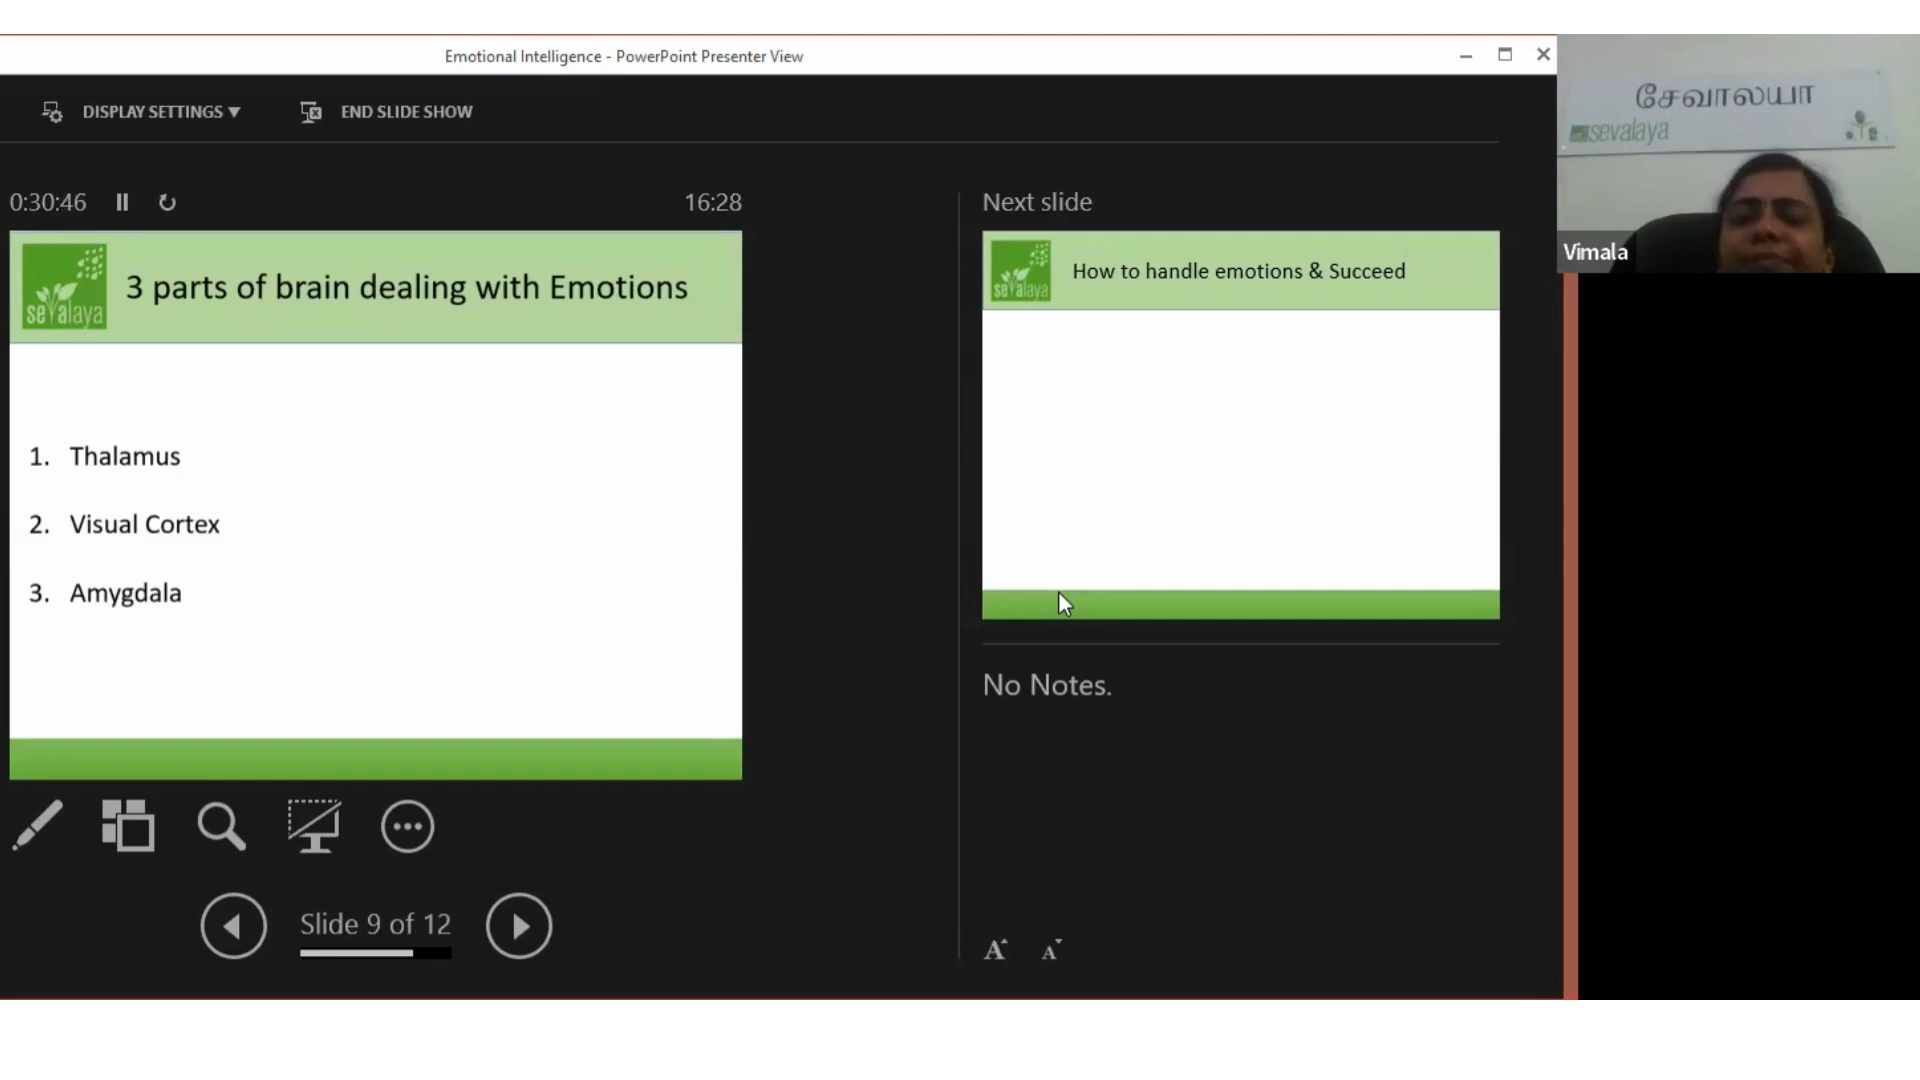 Emotional Intelligence - PowerPoint Presenter View
DISPLAY SETTINGS ▼ END SLIDE SHOW
0:30:46 16:28
sevalaya
3 parts of brain dealing with Emotions
1. Thalamus
2. Visual Cortex
3. Amygdala
Slide 9 of 12
Next slide
sevalaya
How to handle emotions & Succeed
No Notes.
A A
சேவாலயா
sevalaya
Vimala